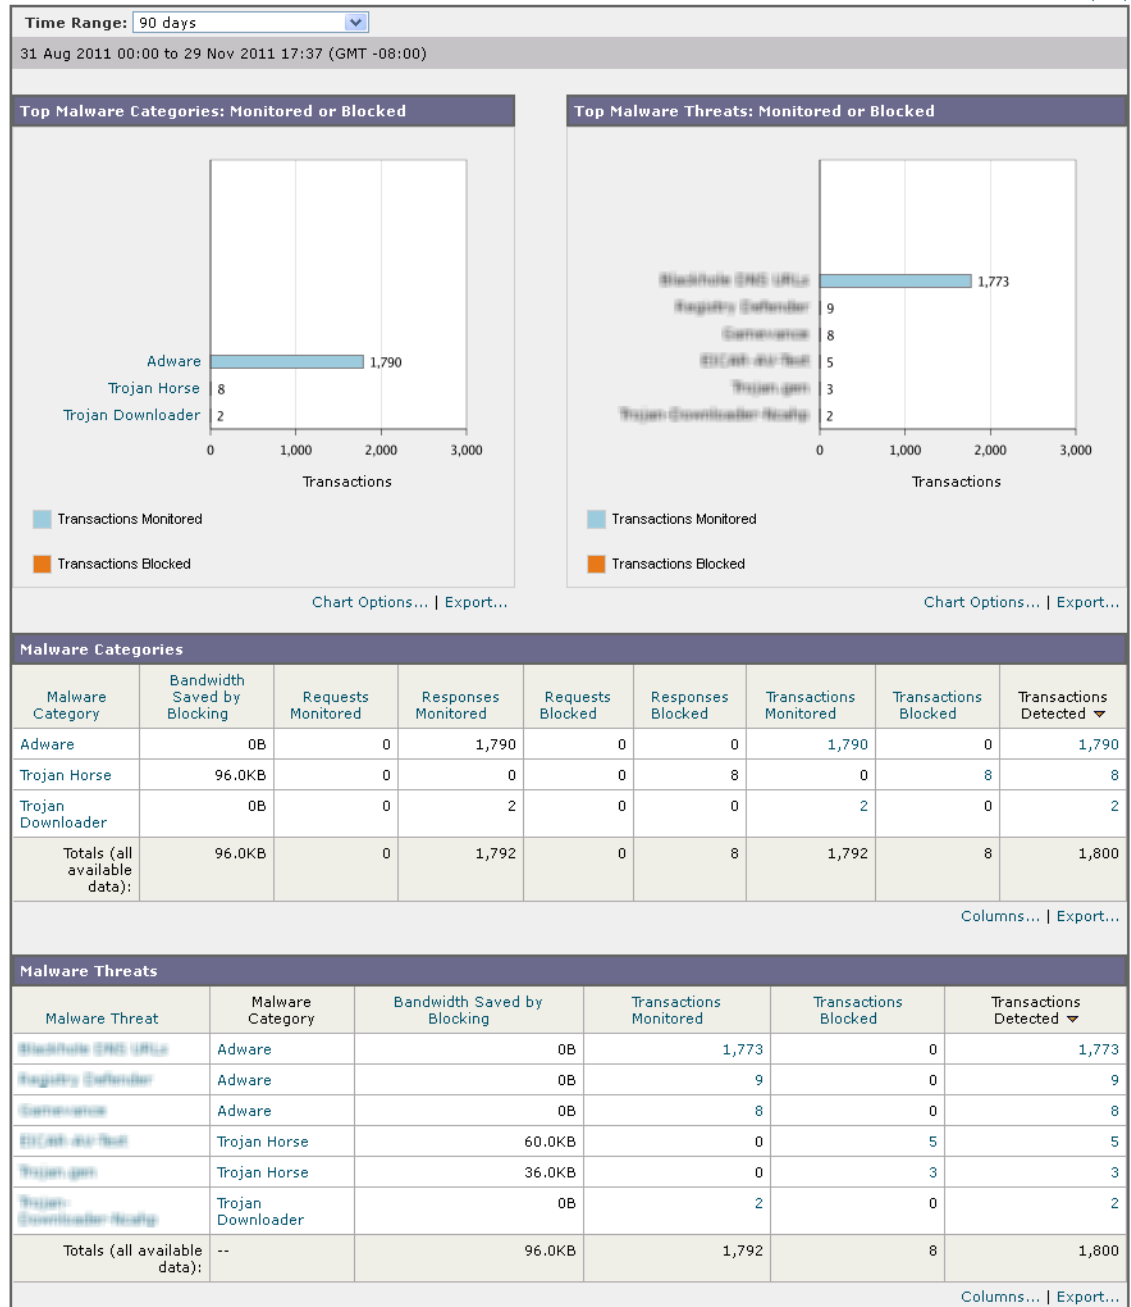 Time Range: 90 days
31 Aug 2011 00:00 to 29 Nov 2011 17:37 (GMT -08:00)
Top Malware Categories: Monitored or Blocked
Adware 1,790
Trojan Horse 8
Trojan Downloader 2
0 1,000 2,000 3,000
Transactions
Transactions Monitored
Transactions Blocked
Chart Options... | Export...
Top Malware Threats: Monitored or Blocked
1,773
9
8
5
3
2
0 1,000 2,000 3,000
Transactions
Transactions Monitored
Transactions Blocked
Chart Options... | Export...
Malware Categories
Malware Category Bandwidth Saved by Blocking Requests Monitored Responses Monitored Requests Blocked Responses Blocked Transactions Monitored Transactions Blocked Transactions Detected
Adware 0B 0 1,790 0 0 1,790 0 1,790
Trojan Horse 96.0KB 0 0 0 8 0 8 8
Trojan Downloader 0B 0 2 0 0 2 0 2
Totals (all available data): 96.0KB 0 1,792 0 8 1,792 8 1,800
Columns... | Export...
Malware Threats
Malware Threat Malware Category Bandwidth Saved by Blocking Transactions Monitored Transactions Blocked Transactions Detected
Adware 0B 1,773 0 1,773
Adware 0B 9 0 9
Adware 0B 8 0 8
Trojan Horse 60.0KB 0 5 5
Trojan Horse 36.0KB 0 3 3
Trojan Downloader 0B 2 0 2
Totals (all available data): -- 96.0KB 1,792 8 1,800
Columns... | Export...